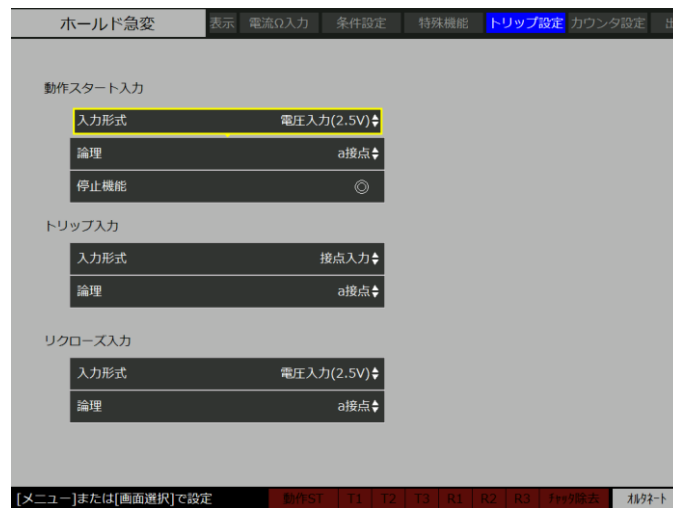 ホールド急変 表示 電流Ω入力 条件設定 特殊機能 トリップ設定 カウンタ設定
動作スタート入力
入力形式 電圧入力(2.5V)
論理 a接点
停止機能 ◎
トリップ入力
入力形式 接点入力
論理 a接点
リクローズ入力
入力形式 電圧入力(2.5V)
論理 a接点
[メニュー]または[画面選択]で設定 動作ST T1 T2 T3 R1 R2 R3 ﾁｬｯﾀ除去 ｵﾙﾀﾈｰﾄ